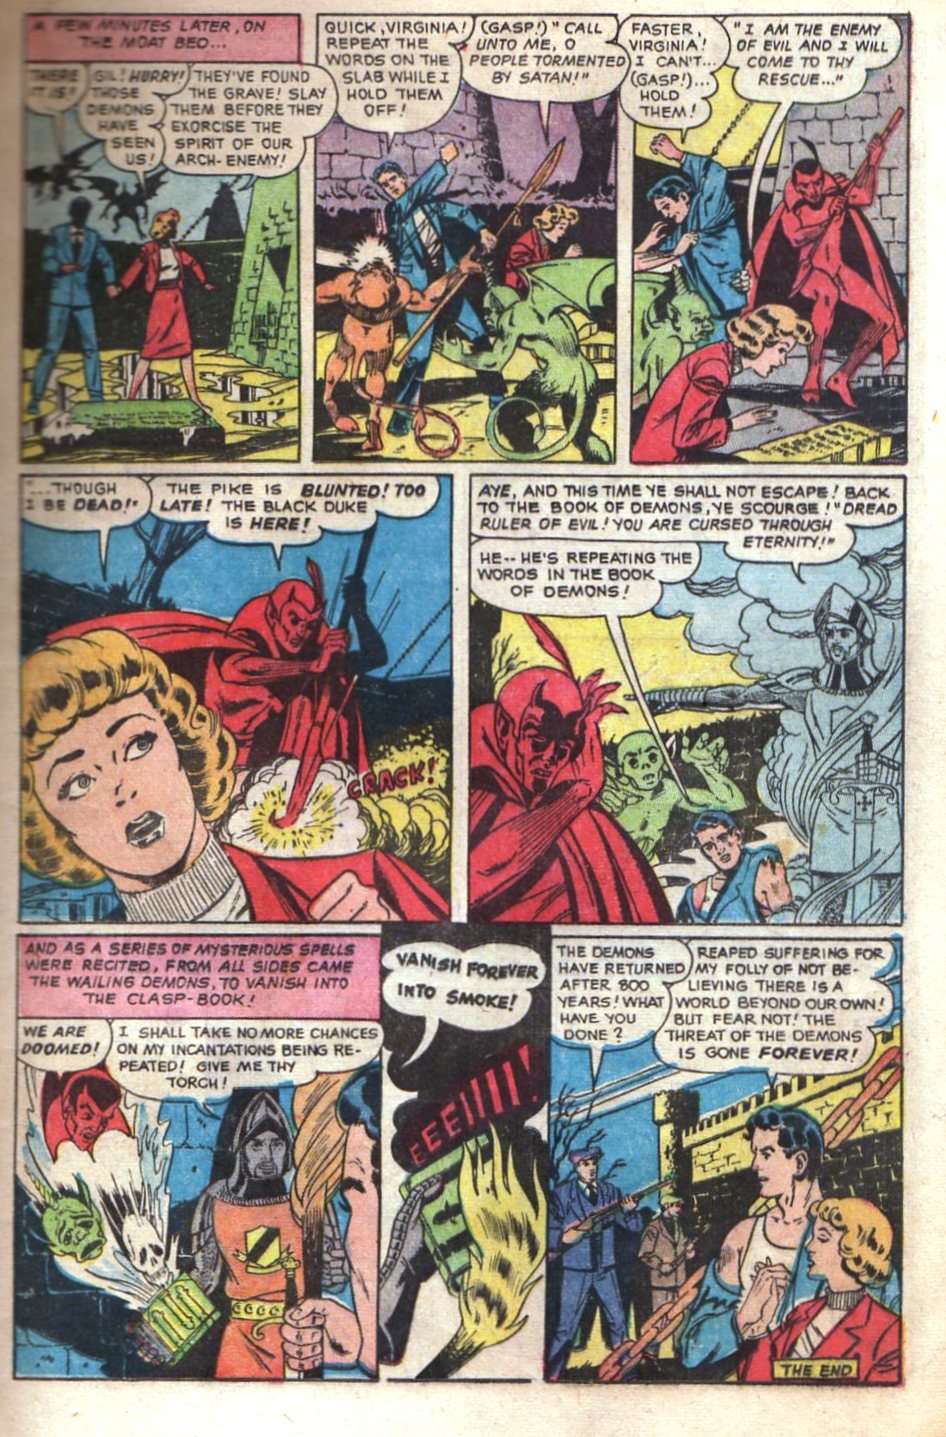 A FEW MINUTES LATER, ON
THE MOAT BED...
THERE
IT IS!
GIL! HURRY!
THOSE
DEMONS
HAVE
SEEN
US!
THEY'VE FOUND
THE GRAVE! SLAY
THEM BEFORE THEY
EXORCISE THE
SPIRIT OF OUR
ARCH-ENEMY!
QUICK, VIRGINIA!
REPEAT THE
WORDS ON THE
SLAB WHILE I
HOLD THEM
OFF!
(GASP!) "CALL
UNTO ME, O
PEOPLE TORMENTED
BY SATAN!"
FASTER,
VIRGINIA!
I CAN'T...
(GASP!)...
HOLD
THEM!
"I AM THE ENEMY
OF EVIL AND I WILL
COME TO THY
RESCUE..."
"...THOUGH
I BE DEAD!"
THE PIKE IS BLUNTED! TOO
LATE! THE BLACK DUKE
IS HERE!
CRACK!
AYE, AND THIS TIME YE SHALL NOT ESCAPE! BACK
TO THE BOOK OF DEMONS, YE SCOURGE! "DREAD
RULER OF EVIL! YOU ARE CURSED THROUGH
ETERNITY!"
HE-- HE'S REPEATING THE
WORDS IN THE BOOK
OF DEMONS!
AND AS A SERIES OF MYSTERIOUS SPELLS
WERE RECITED, FROM ALL SIDES CAME
THE WAILING DEMONS, TO VANISH INTO
THE CLASP-BOOK!
WE ARE
DOOMED!
I SHALL TAKE NO MORE CHANCES
ON MY INCANTATIONS BEING RE-
PEATED! GIVE ME THY
TORCH!
VANISH FOREVER
INTO SMOKE!
EEEIIII!
THE DEMONS
HAVE RETURNED
AFTER 800
YEARS! WHAT
HAVE YOU
DONE?
REAPED SUFFERING FOR
MY FOLLY OF NOT BE-
LIEVING THERE IS A
WORLD BEYOND OUR OWN!
BUT FEAR NOT! THE
THREAT OF THE DEMONS
IS GONE FOREVER!
THE END